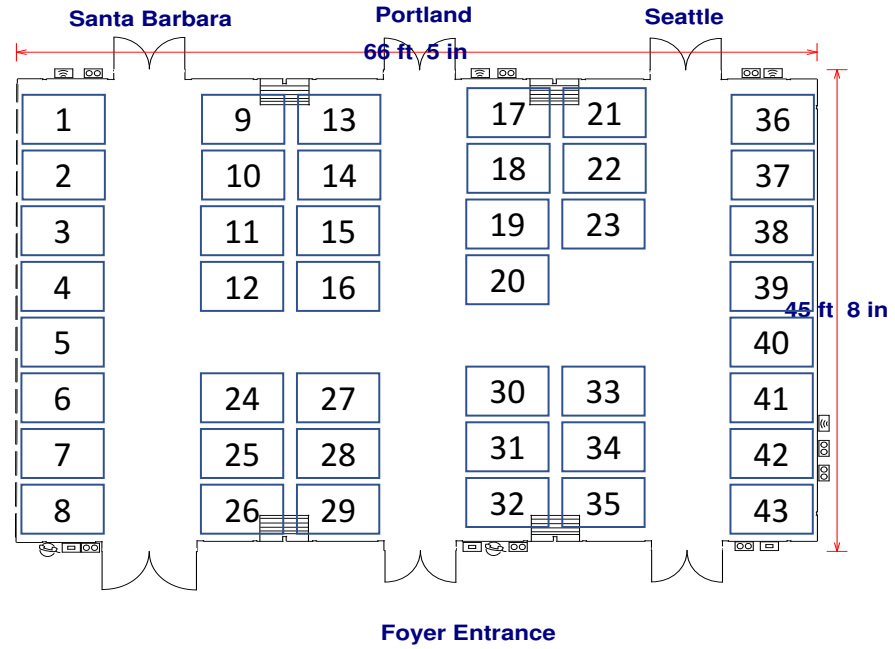 Santa Barbara Portland Seattle
66 ft 5 in
1 9 13 17 21 36
2 10 14 18 22 37
3 11 15 19 23 38
4 12 16 20 39
45 ft 8 in
5 40
6 24 27 30 33 41
7 25 28 31 34 42
8 26 29 32 35 43
Foyer Entrance